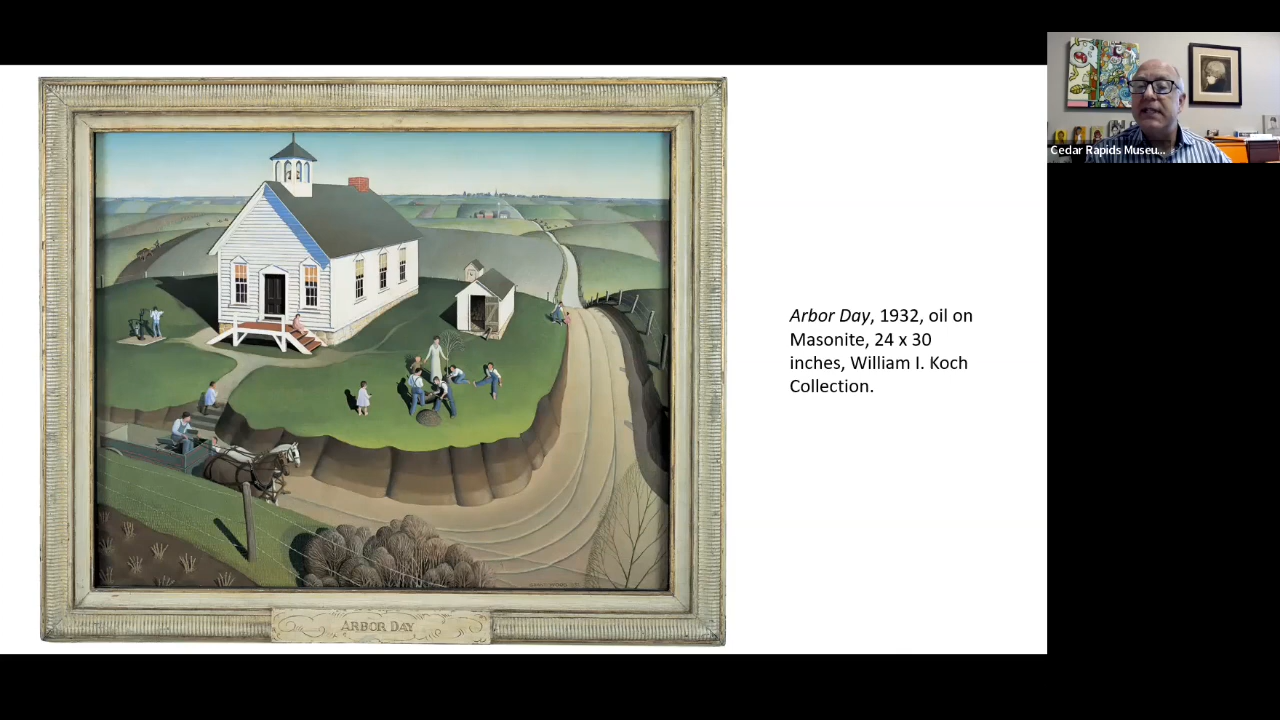 Cedar Rapids Museu...
Arbor Day, 1932, oil on
Masonite, 24 x 30
inches, William I. Koch
Collection.
ARBOR DAY